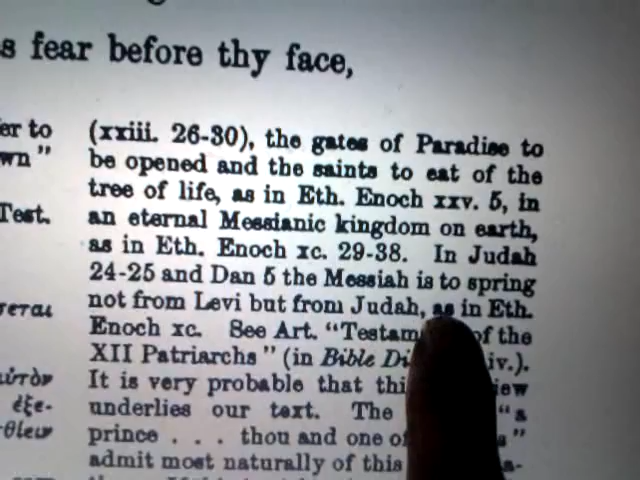 s fear before thy face,
er to
wn"
Test.
(xxiii. 26-30), the gates of Paradise to
be opened and the saints to eat of the
tree of life, as in Eth. Enoch xxv. 5, in
an eternal Messianic kingdom on earth,
as in Eth. Enoch xc. 29-38. In Judah
24-25 and Dan 5 the Messiah is to spring
not from Levi but from Judah, as in Eth.
Enoch xc. See Art. "Testam of the
XII Patriarchs" (in Bible Di iv.).
It is very probable that thi iew
underlies our text. The "a
prince . . . thou and one of s"
admit most naturally of this a-